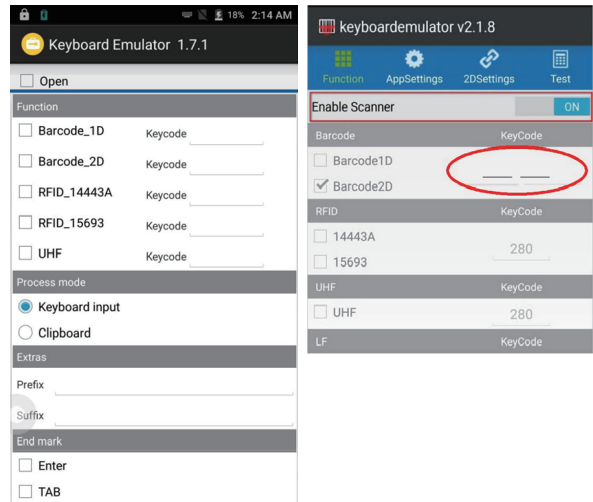 18% 2:14 AM
Keyboard Emulator 1.7.1
Open
Function
Barcode_1D Keycode
Barcode_2D Keycode
RFID_14443A Keycode
RFID_15693 Keycode
UHF Keycode
Process mode
Keyboard input
Clipboard
Extras
Prefix
Suffix
End mark
Enter
TAB
keyboardemulator v2.1.8
Function AppSettings 2DSettings Test
Enable Scanner ON
Barcode KeyCode
Barcode1D
Barcode2D
RFID KeyCode
14443A
280
15693
UHF KeyCode
UHF 280
LF KeyCode